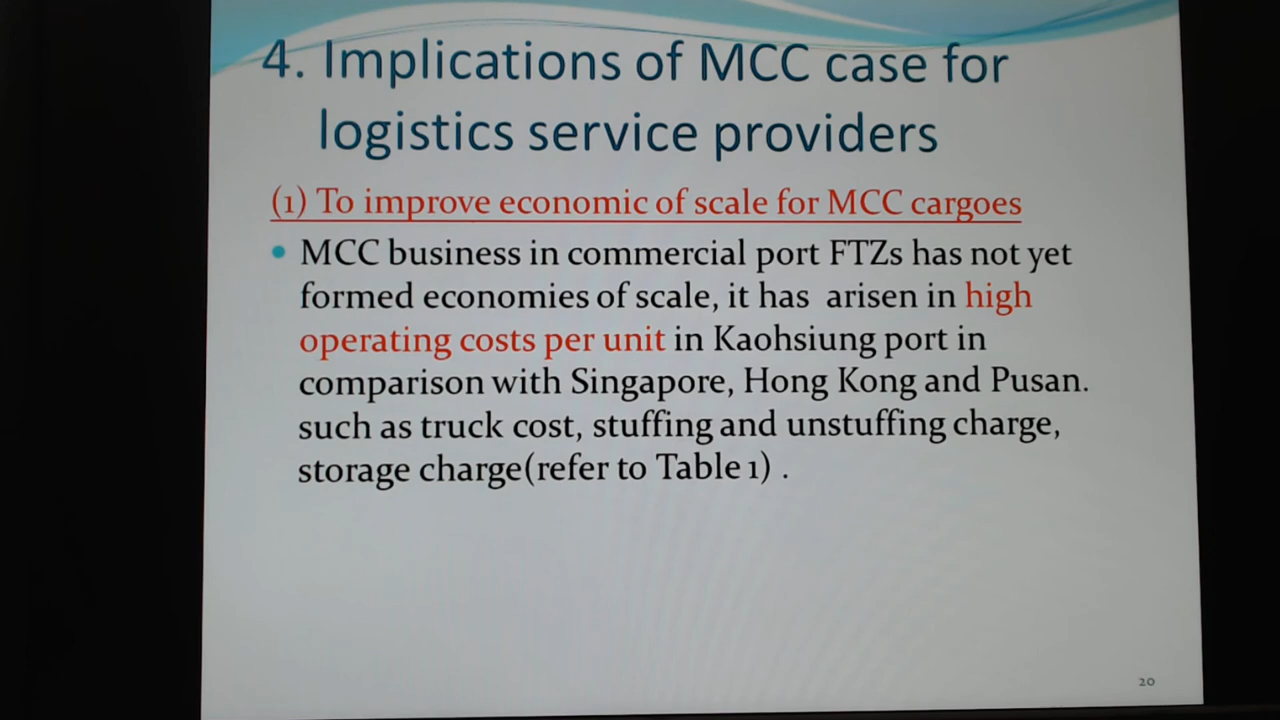 4. Implications of MCC case for
logistics service providers
(1) To improve economic of scale for MCC cargoes
• MCC business in commercial port FTZs has not yet
formed economies of scale, it has arisen in high
operating costs per unit in Kaohsiung port in
comparison with Singapore, Hong Kong and Pusan.
such as truck cost, stuffing and unstuffing charge,
storage charge(refer to Table 1) .
20